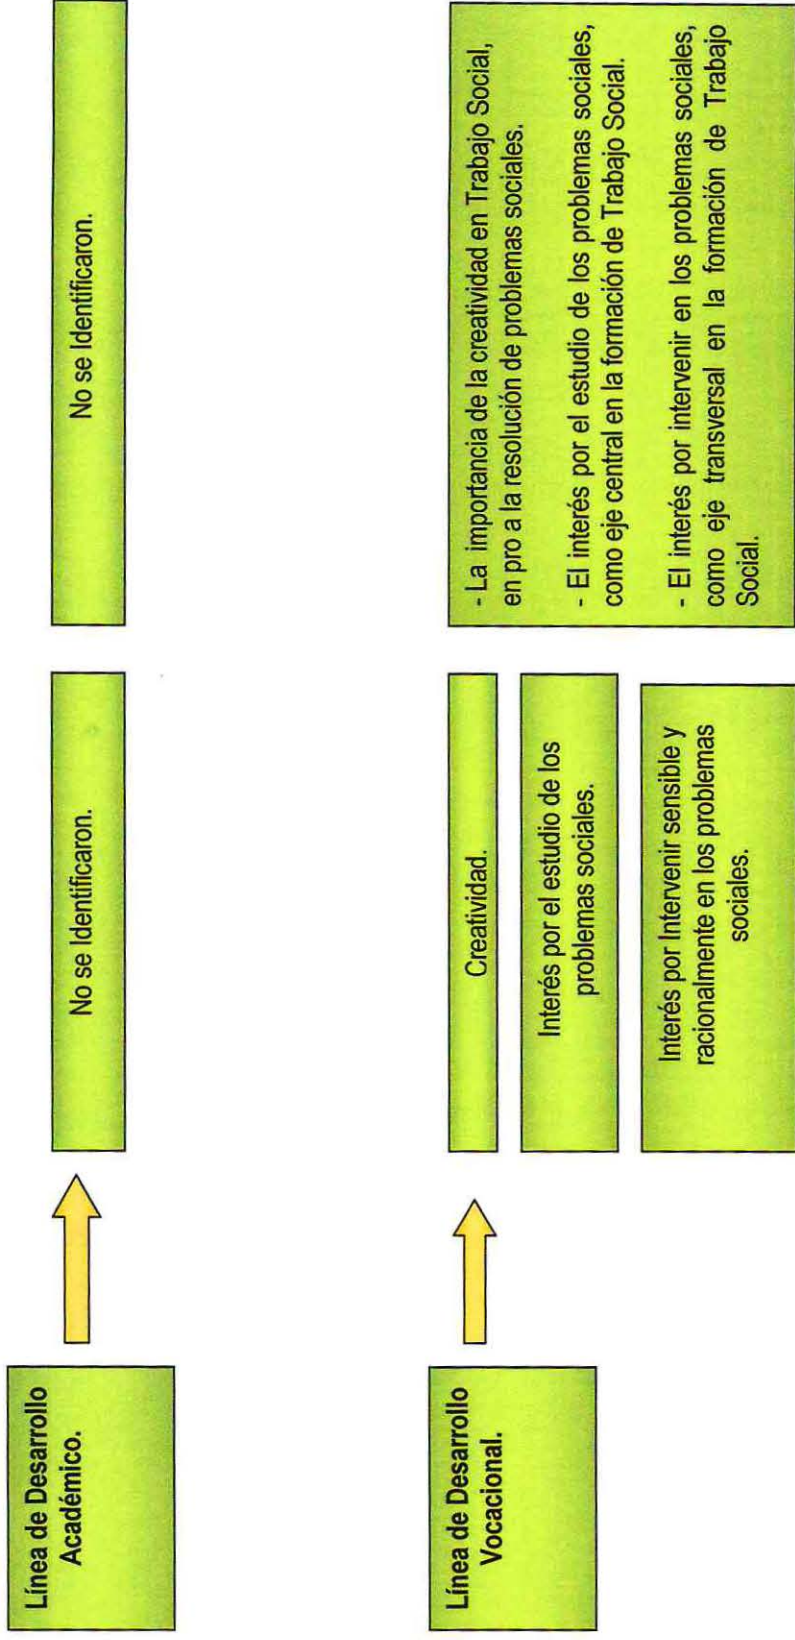 Línea de Desarrollo
Académico.
No se Identificaron.
No se Identificaron.
Línea de Desarrollo
Vocacional.
Creatividad.
Interés por el estudio de los
problemas sociales.
Interés por Intervenir sensible y
racionalmente en los problemas
sociales.
- La importancia de la creatividad en Trabajo Social,
en pro a la resolución de problemas sociales.
- El interés por el estudio de los problemas sociales,
como eje central en la formación de Trabajo Social.
- El interés por intervenir en los problemas sociales,
como eje transversal en la formación de Trabajo
Social.